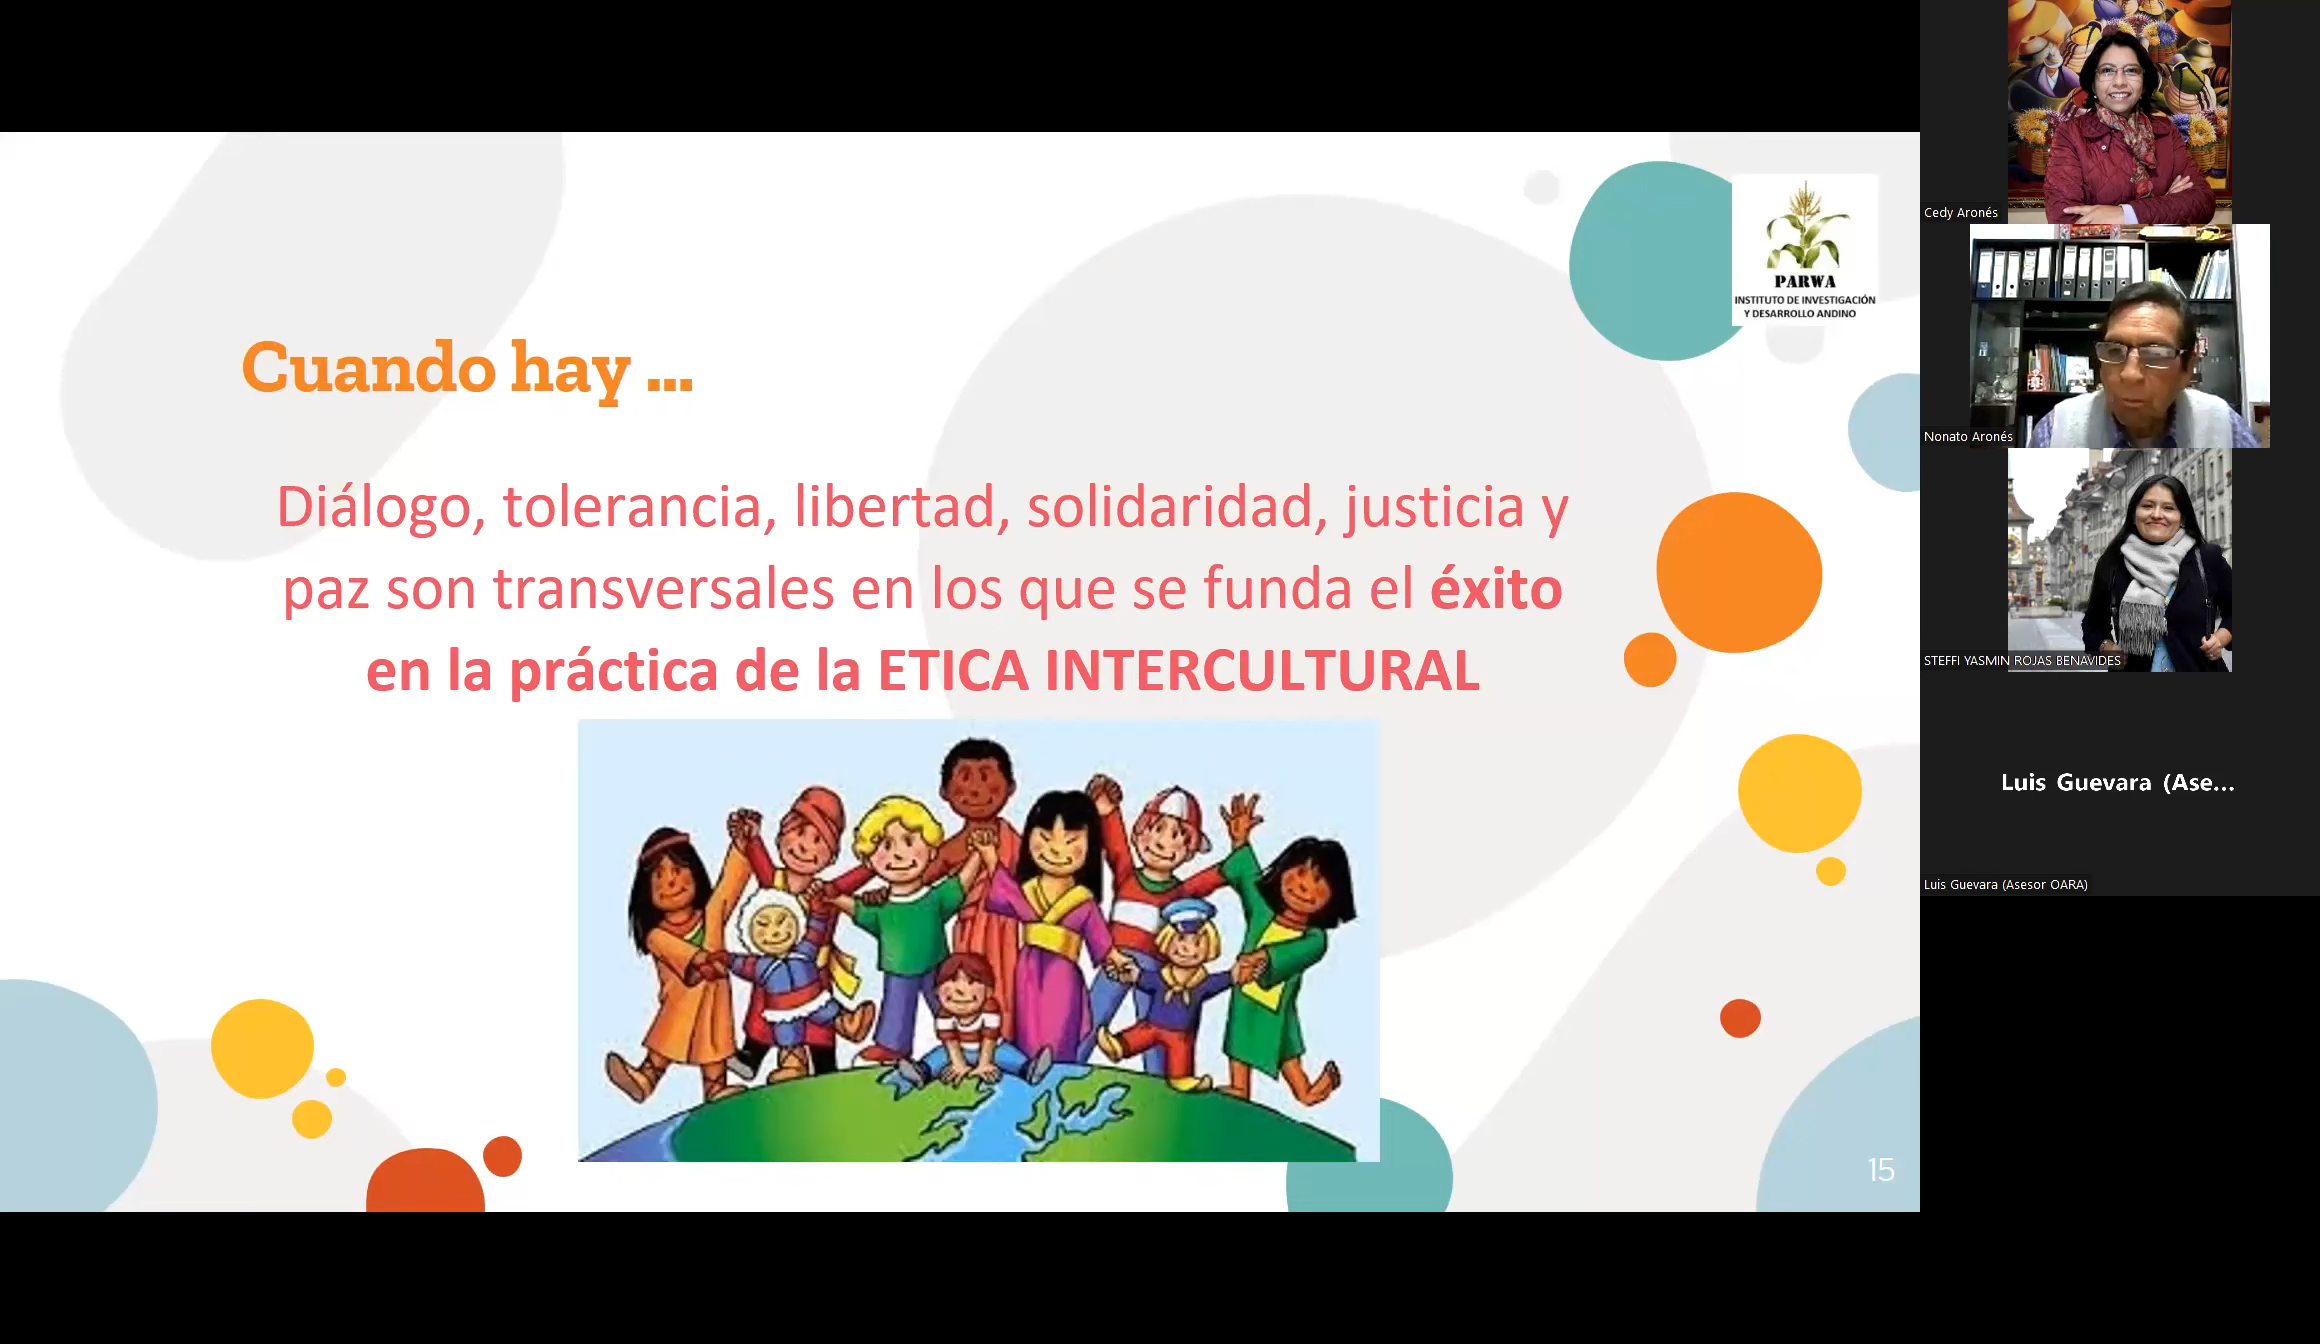 PARWA
INSTITUTO DE INVESTIGACIÓN
Y DESARROLLO ANDINO
Cuando hay ...
Diálogo, tolerancia, libertad, solidaridad, justicia y
paz son transversales en los que se funda el éxito
en la práctica de la ETICA INTERCULTURAL
15
Cedy Aronés
Nonato Aronés
STEFFI YASMIN ROJAS BENAVIDES
Luis Guevara (Ase...
Luis Guevara (Asesor OARA)